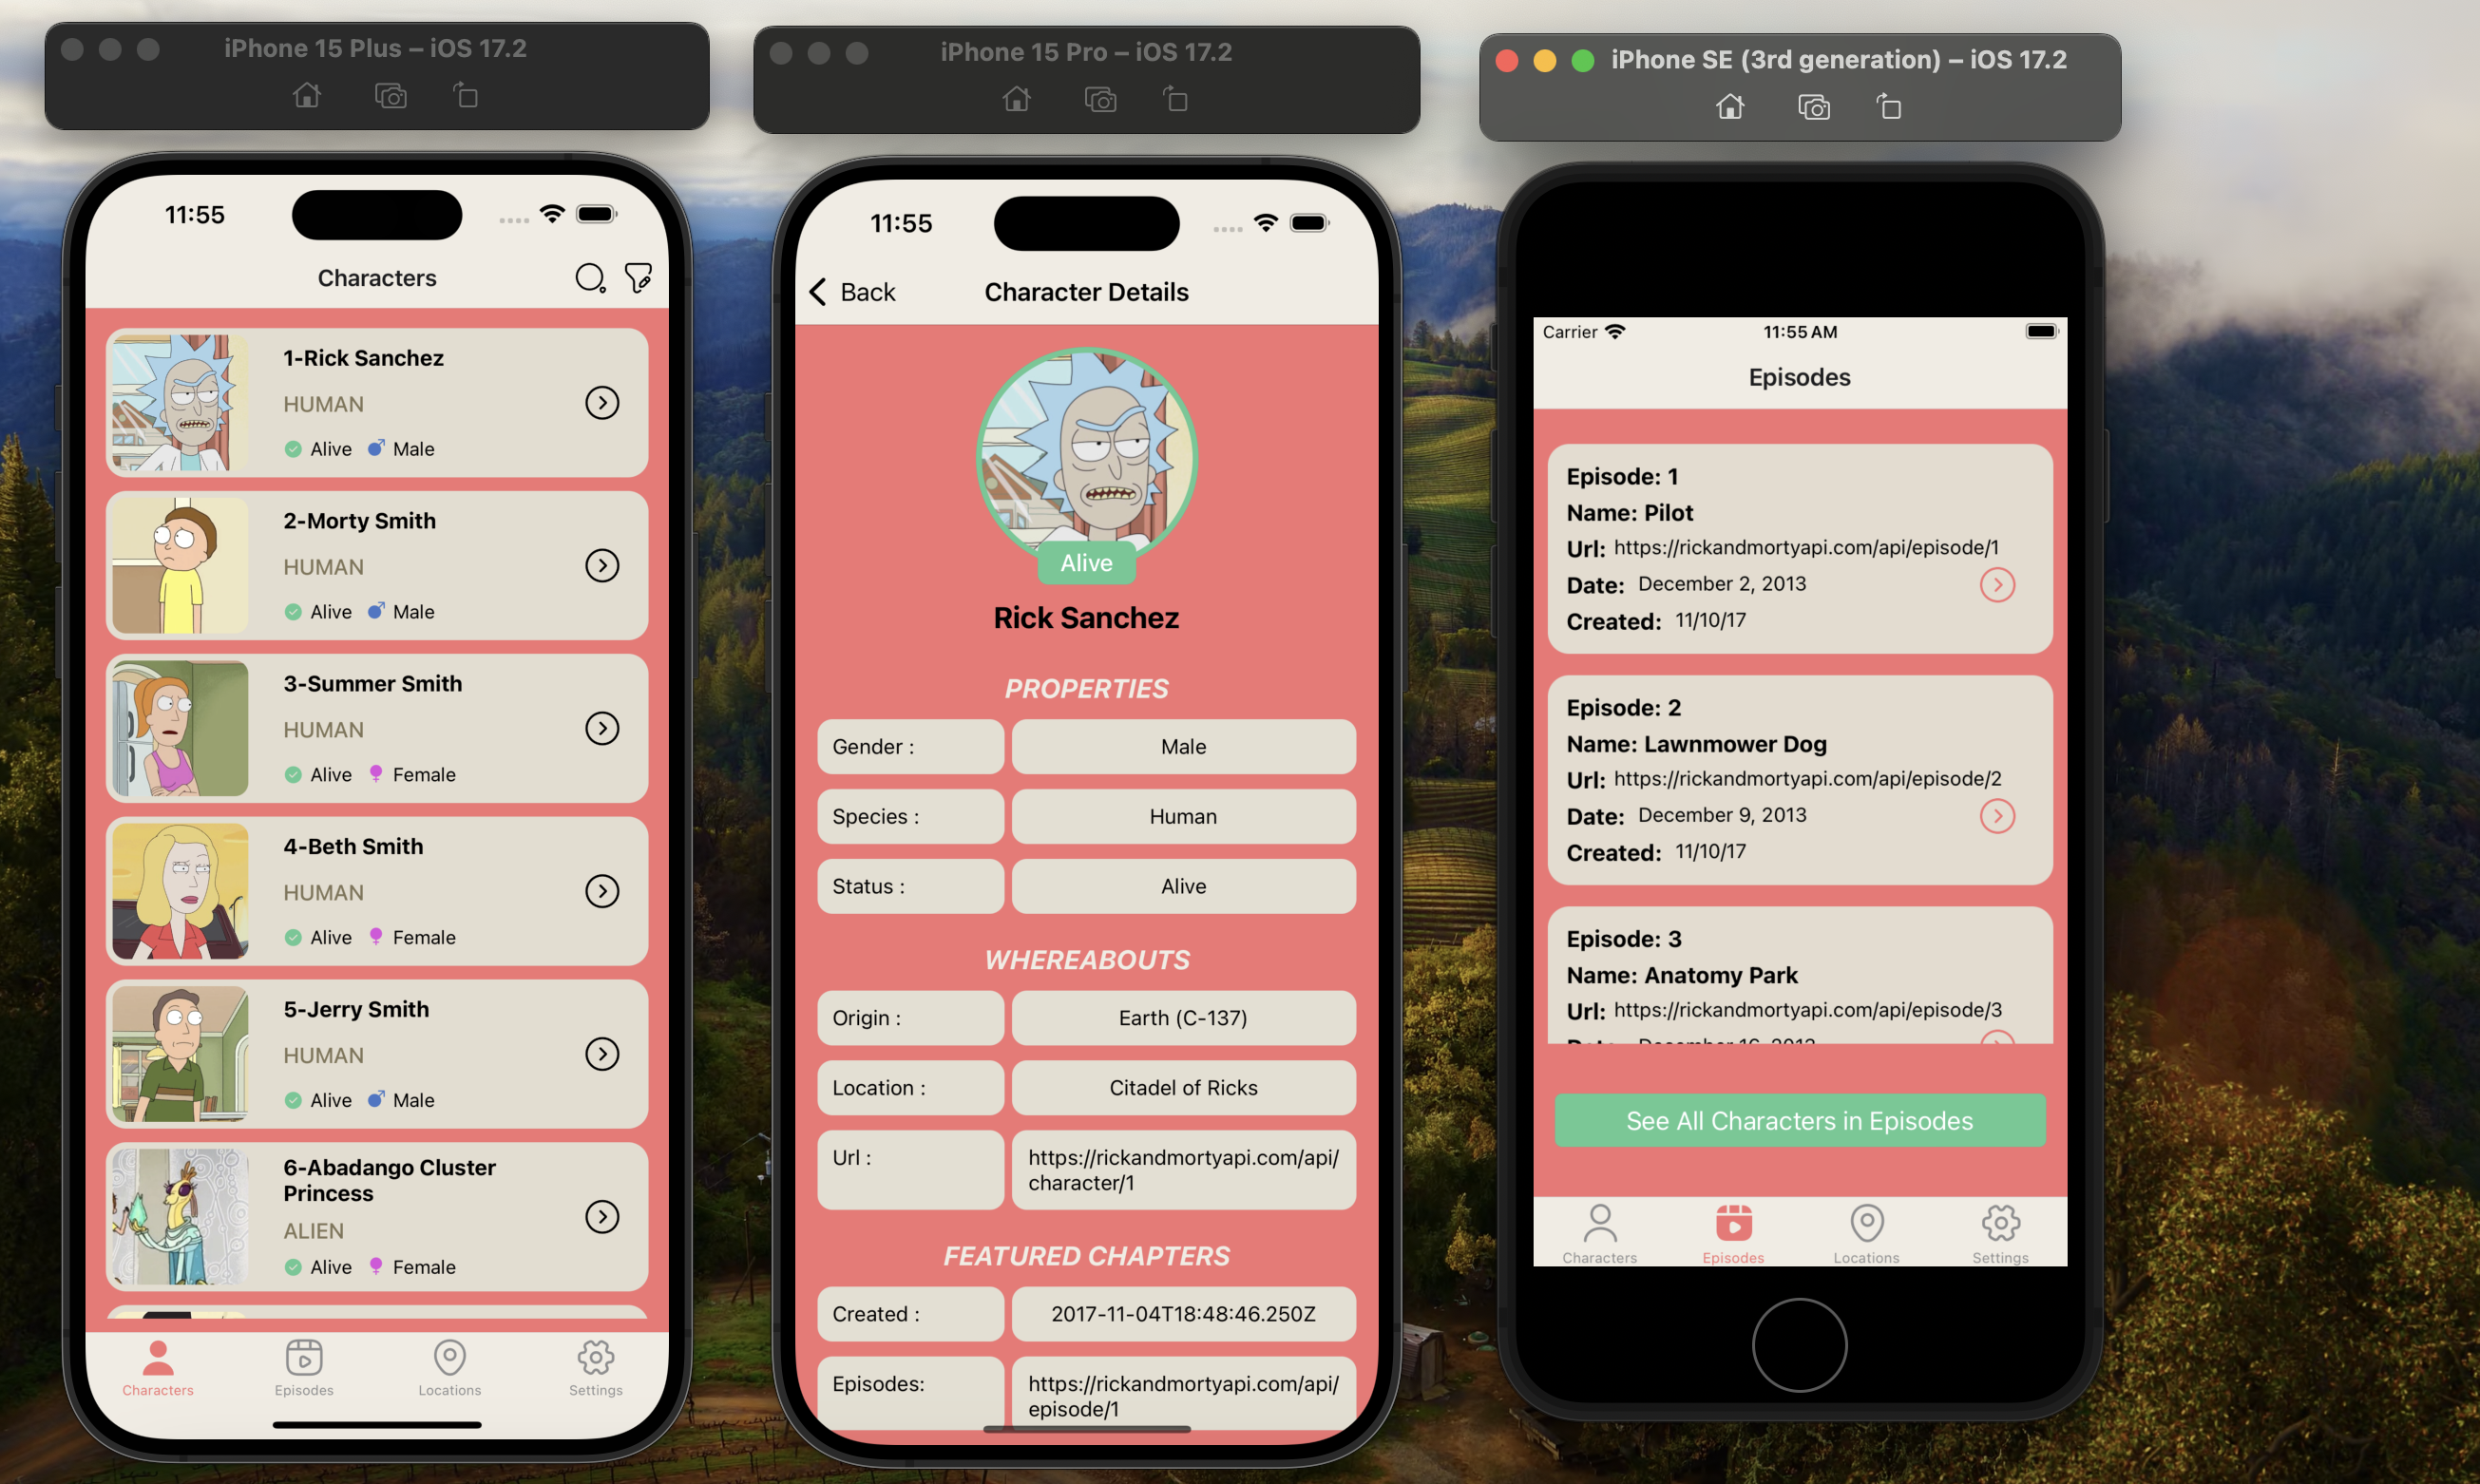 iPhone 15 Plus – iOS 17.2
11:55
Characters
1-Rick Sanchez
HUMAN
Alive Male
2-Morty Smith
HUMAN
Alive Male
3-Summer Smith
HUMAN
Alive Female
4-Beth Smith
HUMAN
Alive Female
5-Jerry Smith
HUMAN
Alive Male
6-Abadango Cluster
Princess
ALIEN
Alive Female
Characters Episodes Locations Settings
iPhone 15 Pro – iOS 17.2
11:55
Back Character Details
Alive
Rick Sanchez
PROPERTIES
Gender : Male
Species : Human
Status : Alive
WHEREABOUTS
Origin : Earth (C-137)
Location : Citadel of Ricks
Url : https://rickandmortyapi.com/api/
character/1
FEATURED CHAPTERS
Created : 2017-11-04T18:48:46.250Z
Episodes: https://rickandmortyapi.com/api/
episode/1
iPhone SE (3rd generation) – iOS 17.2
Carrier 11:55 AM
Episodes
Episode: 1
Name: Pilot
Url: https://rickandmortyapi.com/api/episode/1
Date: December 2, 2013
Created: 11/10/17
Episode: 2
Name: Lawnmower Dog
Url: https://rickandmortyapi.com/api/episode/2
Date: December 9, 2013
Created: 11/10/17
Episode: 3
Name: Anatomy Park
Url: https://rickandmortyapi.com/api/episode/3
Date: December 16, 2013
See All Characters in Episodes
Characters Episodes Locations Settings